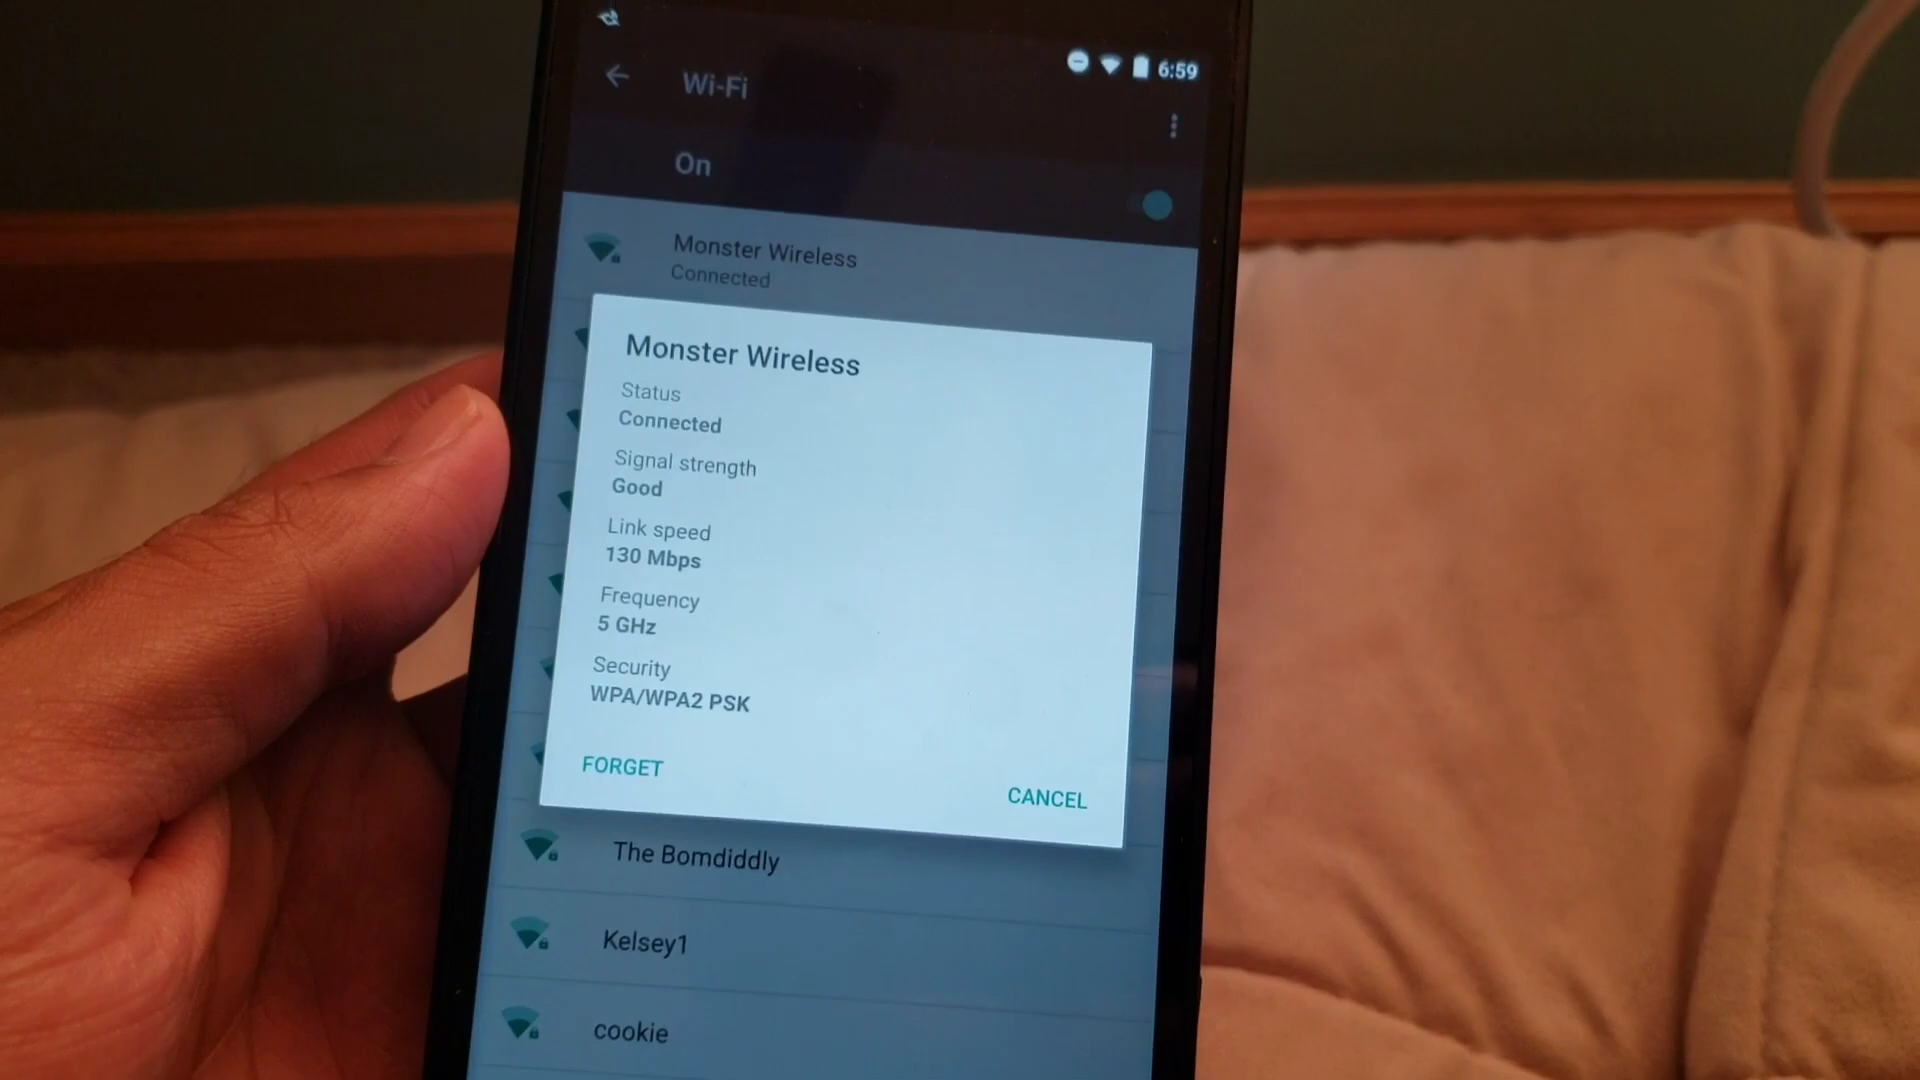 6:59
Wi-Fi
On
Monster Wireless
Connected
Monster Wireless
Status
Connected
Signal strength
Good
Link speed
130 Mbps
Frequency
5 GHz
Security
WPA/WPA2 PSK
FORGET
CANCEL
The Bomdiddly
Kelsey1
cookie